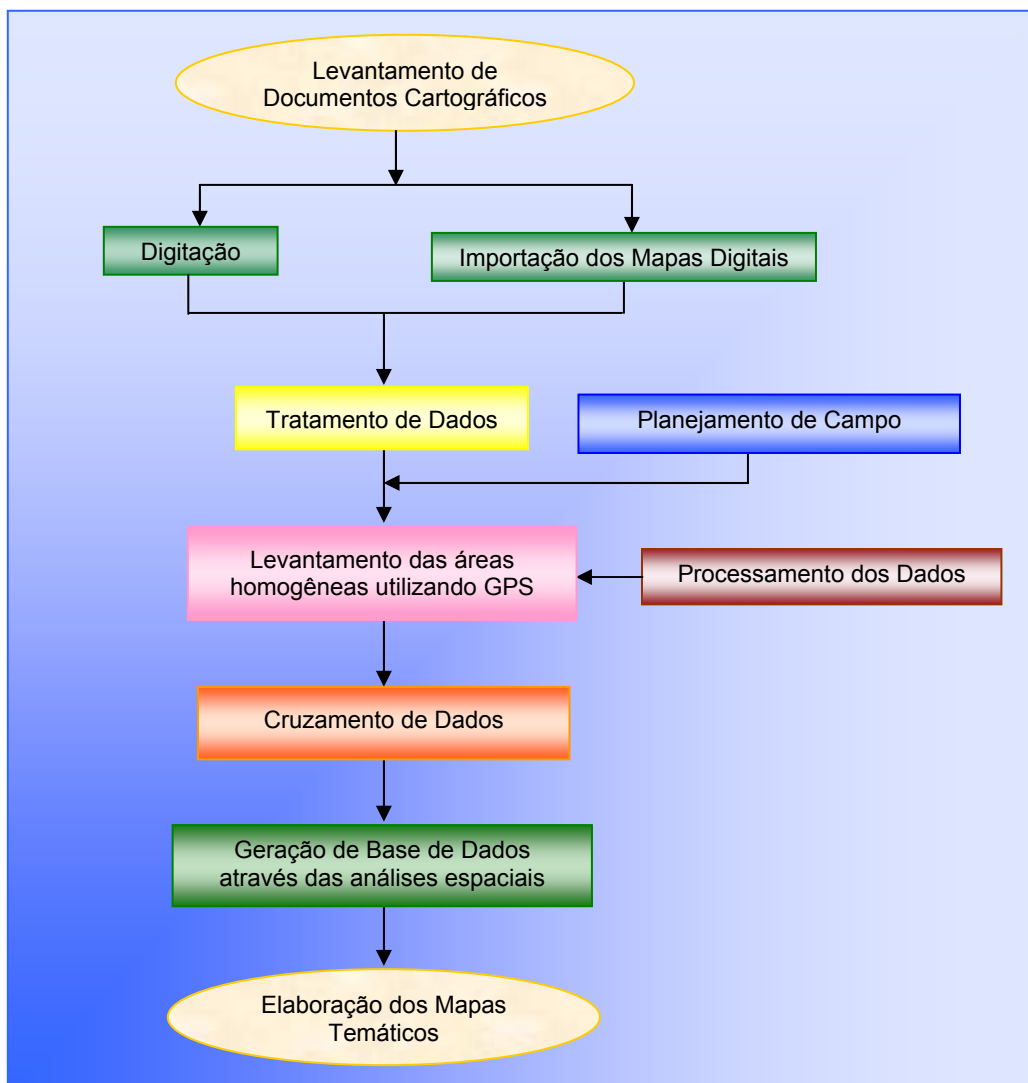 Levantamento de
Documentos Cartográficos
Digitação
Importação dos Mapas Digitais
Tratamento de Dados
Planejamento de Campo
Levantamento das áreas
homogêneas utilizando GPS
Processamento dos Dados
Cruzamento de Dados
Geração de Base de Dados
através das análises espaciais
Elaboração dos Mapas
Temáticos